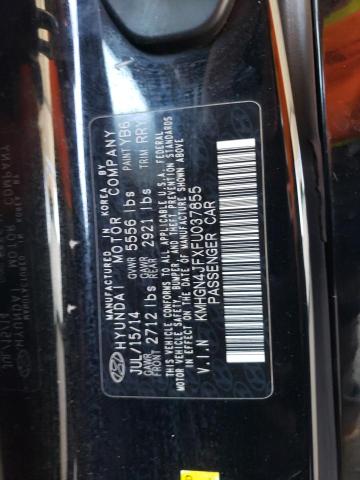 MANUFACTURED IN KOREA BY
HYUNDAI MOTOR COMPANY
JUL/15/14 GVWR 5556 lbs PAINT YB6
GAWR FRONT 2712 lbs GAWR REAR 2921 lbs TRIM RRY
THIS VEHICLE CONFORMS TO ALL APPLICABLE U.S.A. FEDERAL
MOTOR VEHICLE SAFETY, BUMPER, AND THEFT PREVENTION STANDARDS
IN EFFECT ON THE DATE OF MANUFACTURE SHOWN ABOVE.
V.I.N KMHGN4JFXFU031855
PASSENGER CAR